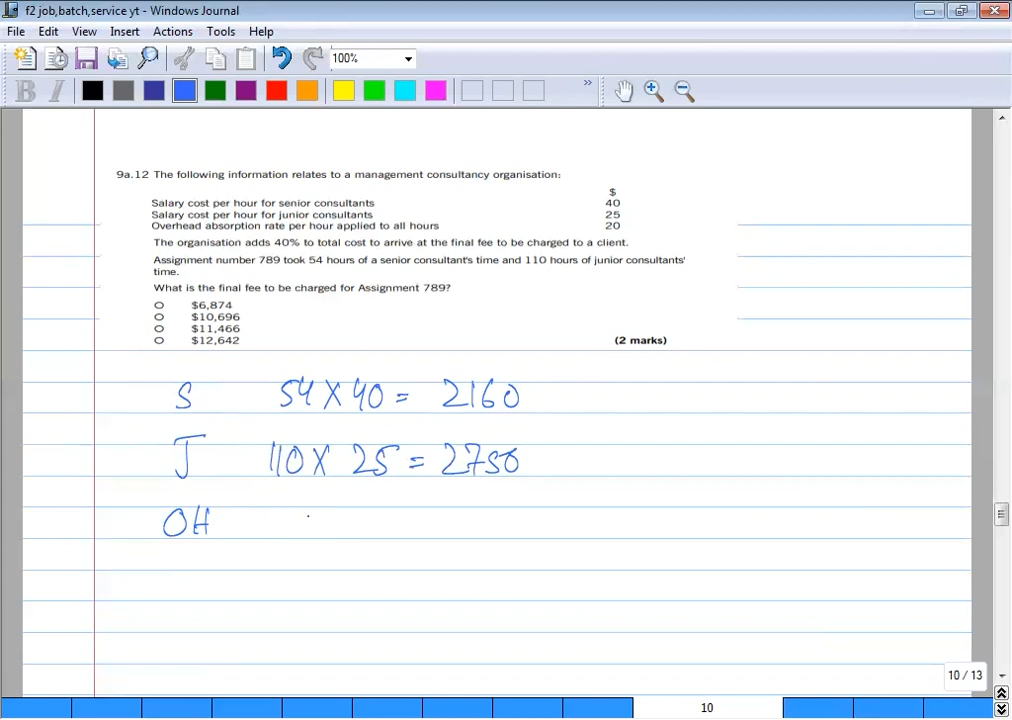 f2 job,batch,service yt - Windows Journal
File Edit View Insert Actions Tools Help
100%
B I
9a.12 The following information relates to a management consultancy organisation:
$
Salary cost per hour for senior consultants 40
Salary cost per hour for junior consultants 25
Overhead absorption rate per hour applied to all hours 20
The organisation adds 40% to total cost to arrive at the final fee to be charged to a client.
Assignment number 789 took 54 hours of a senior consultant's time and 110 hours of junior consultants'
time.
What is the final fee to be charged for Assignment 789?
O $6,874
O $10,696
O $11,466
O $12,642 (2 marks)
S 54 X 40 = 2160
J 110 X 25 = 2750
OH
10 / 13
10